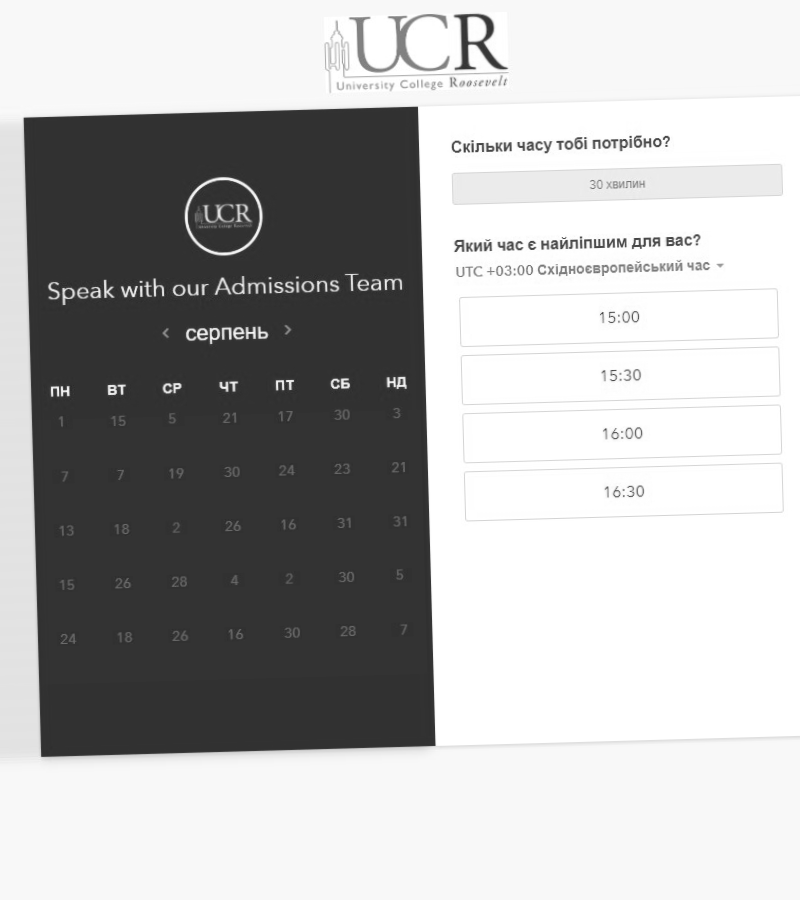 UCR
University College Roosevelt
UCR
University College Roosevelt
Speak with our Admissions Team
серпень
ПН ВТ СР ЧТ ПТ СБ НД
1 15 5 21 17 30 3
7 7 19 30 24 23 21
13 18 2 26 16 31 31
15 26 28 4 2 30 5
24 18 26 16 30 28 7
Скільки часу тобі потрібно?
30 хвилин
Який час є найліпшим для вас?
UTC +03:00 Східноєвропейський час
15:00
15:30
16:00
16:30